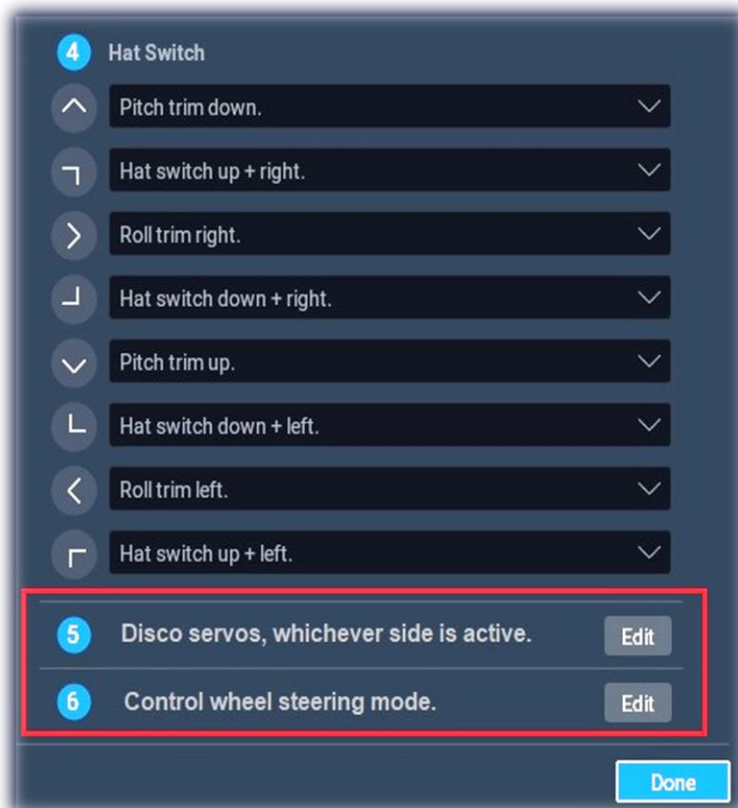 4 Hat Switch
Pitch trim down.
Hat switch up + right.
Roll trim right.
Hat switch down + right.
Pitch trim up.
Hat switch down + left.
Roll trim left.
Hat switch up + left.
5 Disco servos, whichever side is active. Edit
6 Control wheel steering mode. Edit
Done